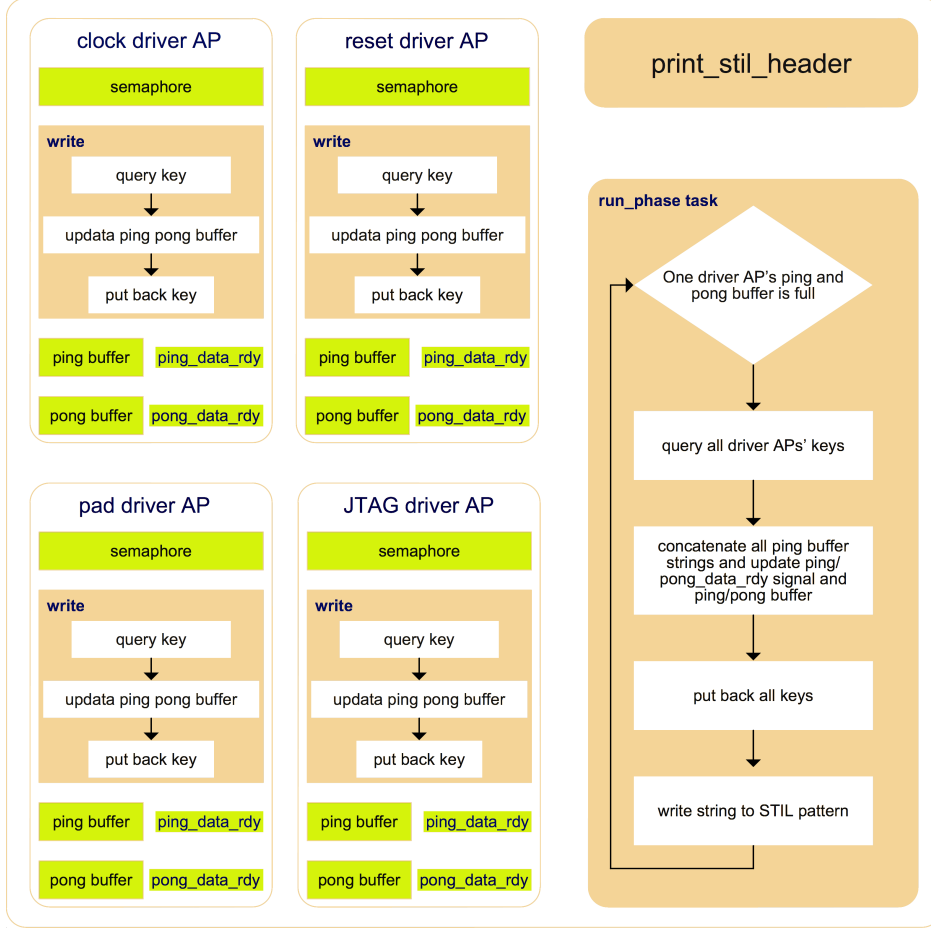 clock driver AP
semaphore
write
query key
updata ping pong buffer
put back key
ping buffer
ping_data_rdy
pong buffer
pong_data_rdy
reset driver AP
semaphore
write
query key
updata ping pong buffer
put back key
ping buffer
ping_data_rdy
pong buffer
pong_data_rdy
pad driver AP
semaphore
write
query key
updata ping pong buffer
put back key
ping buffer
ping_data_rdy
pong buffer
pong_data_rdy
JTAG driver AP
semaphore
write
query key
updata ping pong buffer
put back key
ping buffer
ping_data_rdy
pong buffer
pong_data_rdy
print_stil_header
run_phase task
One driver AP's ping and
pong buffer is full
query all driver APs' keys
concatenate all ping buffer
strings and update ping/
pong_data_rdy signal and
ping/pong buffer
put back all keys
write string to STIL pattern